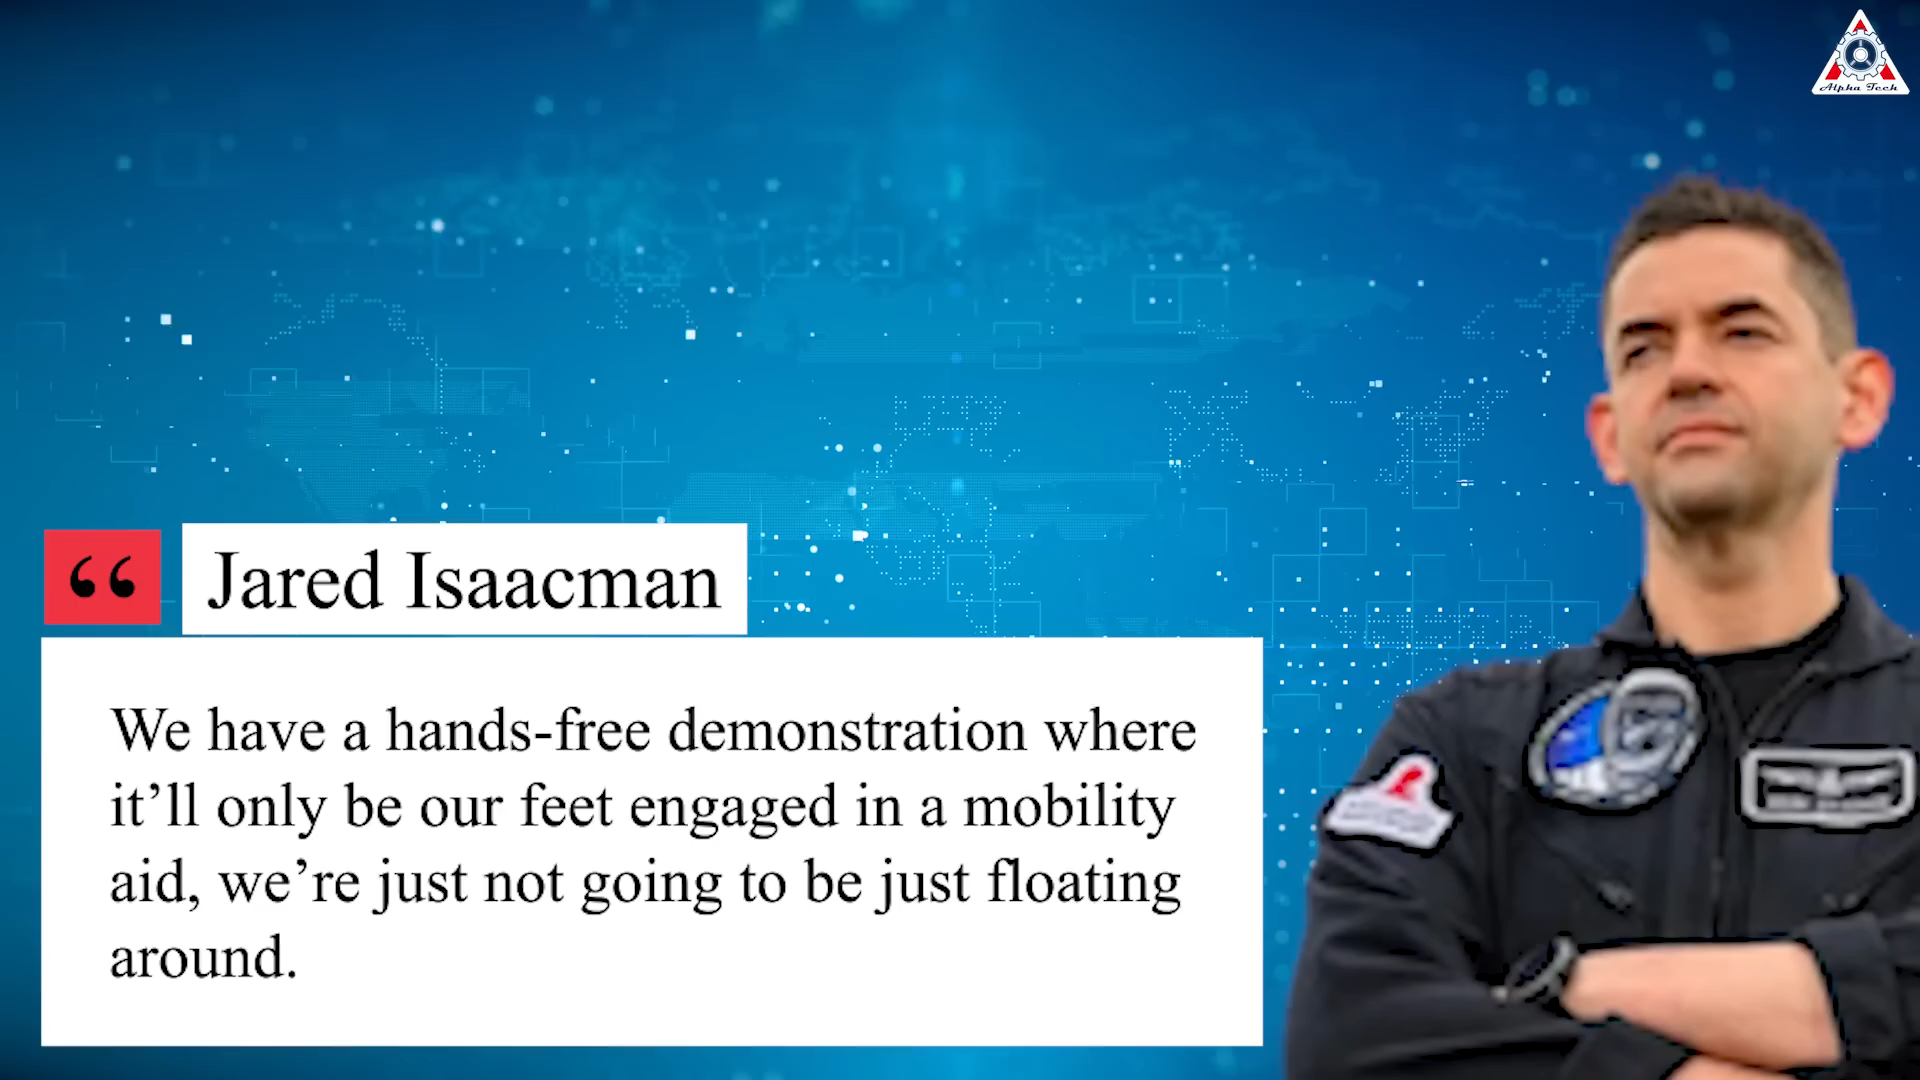 Alpha Tech
“
Jared Isaacman
We have a hands-free demonstration where
it’ll only be our feet engaged in a mobility
aid, we’re just not going to be just floating
around.